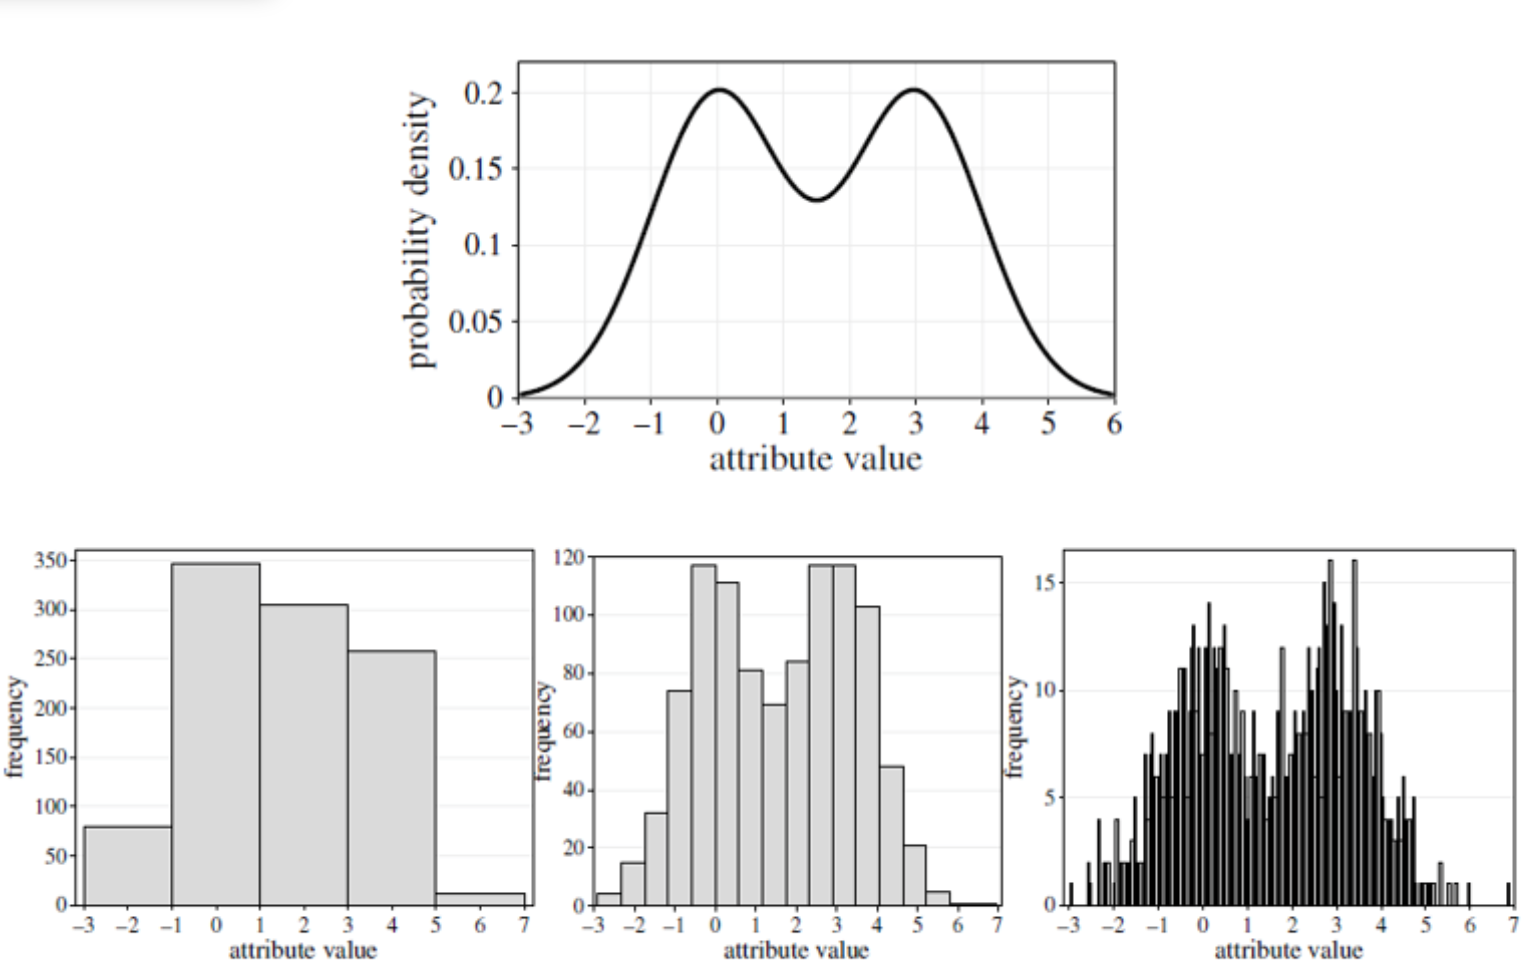 probability density
0.2
0.15
0.1
0.05
0
−3 −2 −1 0 1 2 3 4 5 6
attribute value
frequency
350
300
250
200
150
100
50
0
−3 −2 −1 0 1 2 3 4 5 6 7
attribute value
frequency
120
100
80
60
40
20
0
−3 −2 −1 0 1 2 3 4 5 6 7
attribute value
frequency
15
10
5
0
−3 −2 −1 0 1 2 3 4 5 6 7
attribute value